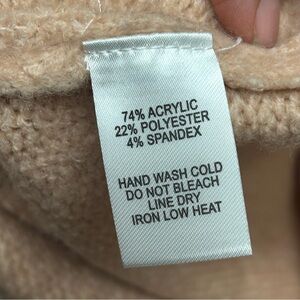 74% ACRYLIC
22% POLYESTER
4% SPANDEX
HAND WASH COLD
DO NOT BLEACH
LINE DRY
IRON LOW HEAT